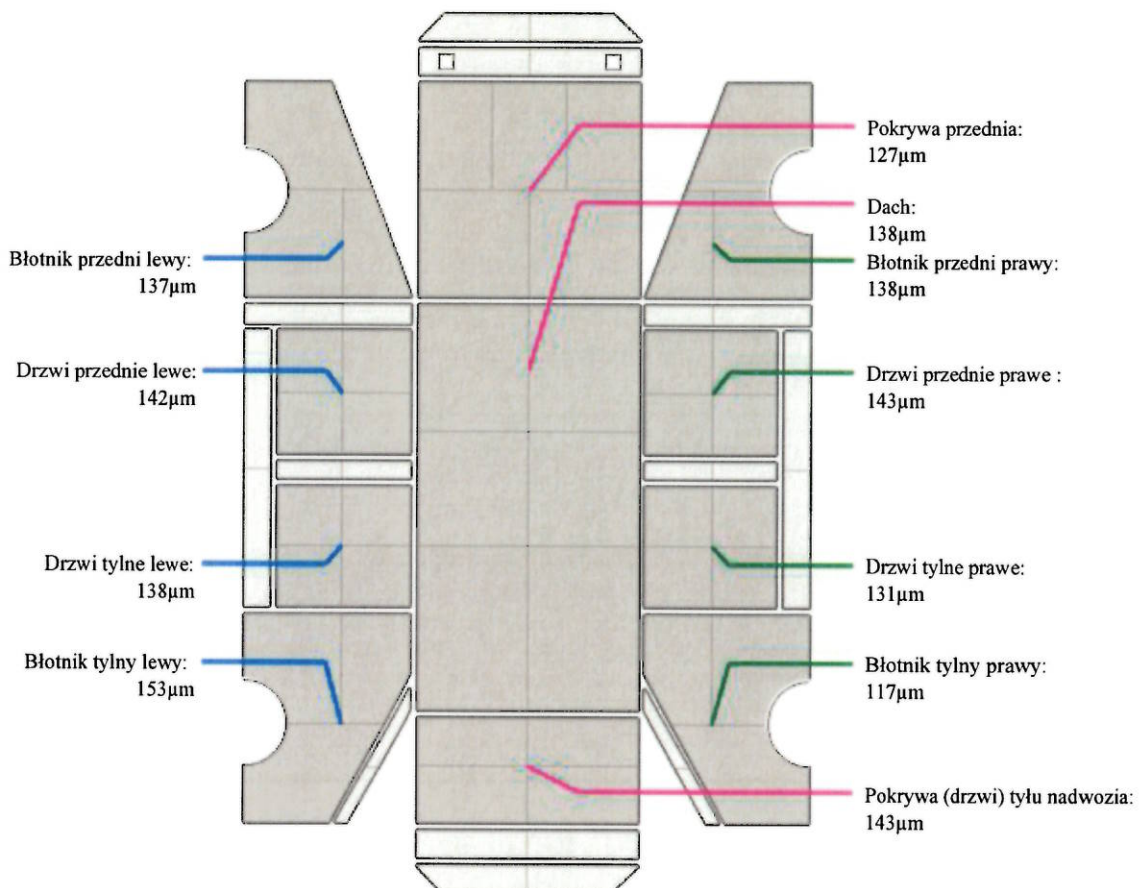 Pokrywa przednia:
127µm
Dach:
138µm
Błotnik przedni lewy:
137µm
Błotnik przedni prawy:
138µm
Drzwi przednie lewe:
142µm
Drzwi przednie prawe :
143µm
Drzwi tylne lewe:
138µm
Drzwi tylne prawe:
131µm
Błotnik tylny lewy:
153µm
Błotnik tylny prawy:
117µm
Pokrywa (drzwi) tyłu nadwozia:
143µm